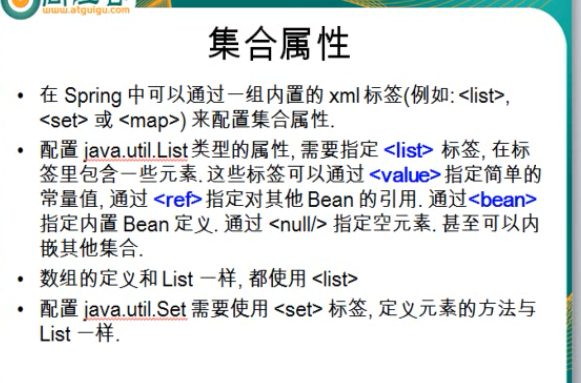 www.atguigu.com
集合属性
• 在 Spring 中可以通过一组内置的 xml 标签(例如: <list>,
<set> 或 <map>) 来配置集合属性.
• 配置 java.util.List 类型的属性, 需要指定 <list> 标签, 在标
签里包含一些元素. 这些标签可以通过 <value> 指定简单的
常量值, 通过 <ref> 指定对其他 Bean 的引用. 通过<bean>
指定内置 Bean 定义. 通过 <null/> 指定空元素. 甚至可以内
嵌其他集合.
• 数组的定义和 List 一样, 都使用 <list>
• 配置 java.util.Set 需要使用 <set> 标签, 定义元素的方法与
List 一样.